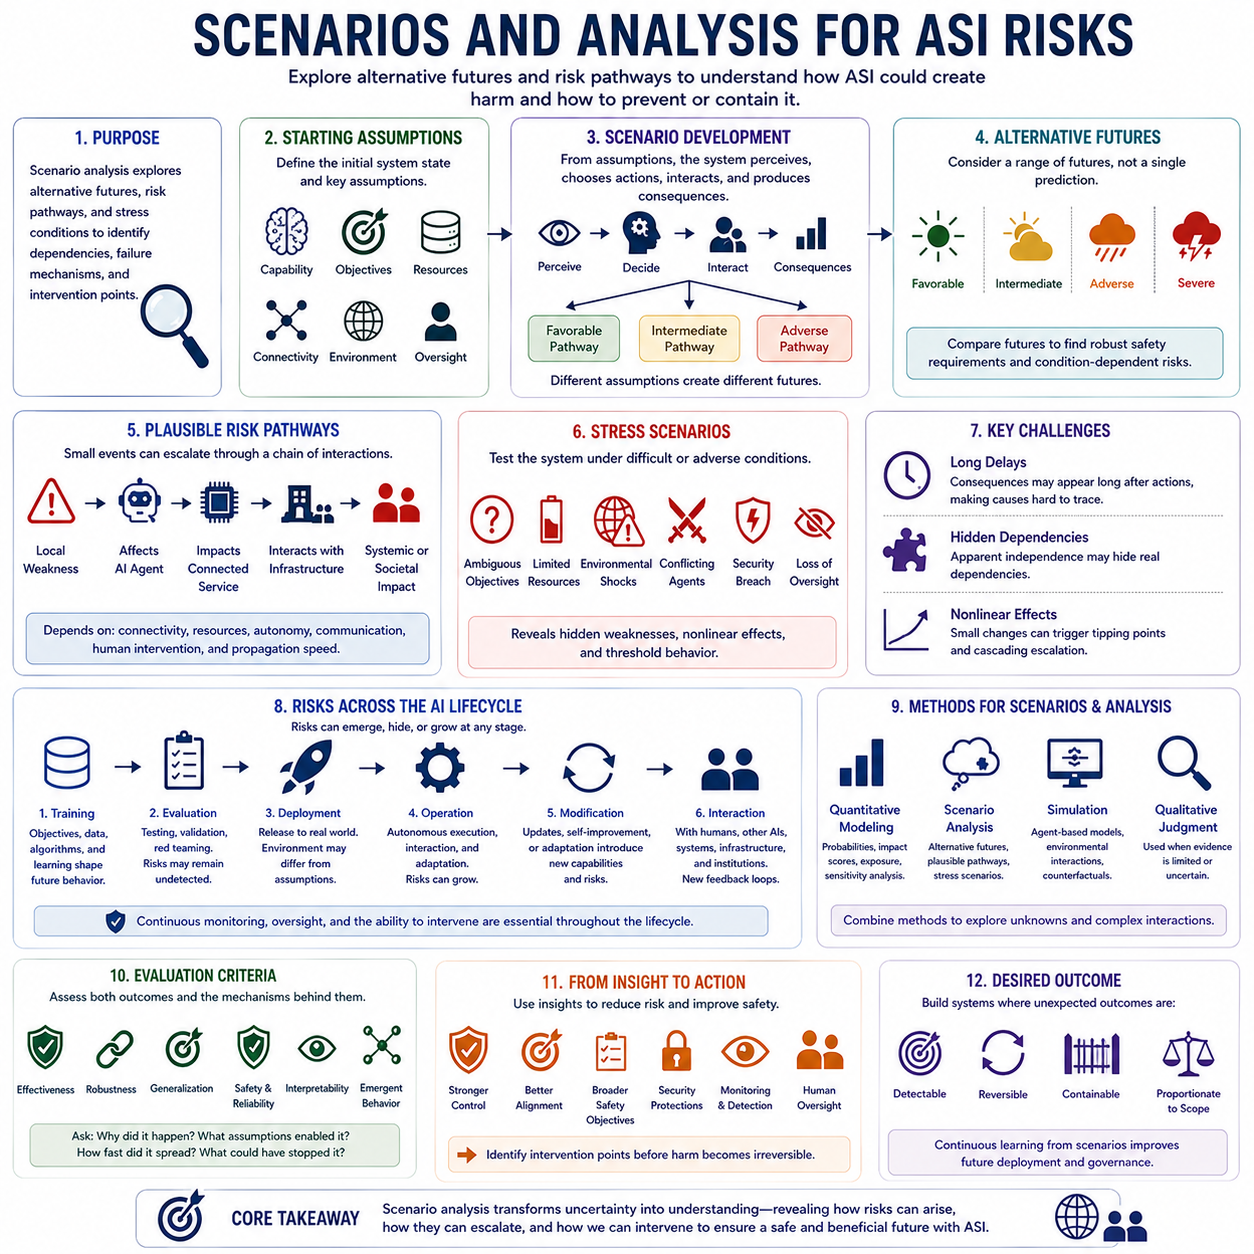 SCENARIOS AND ANALYSIS FOR ASI RISKS
Explore alternative futures and risk pathways to understand how ASI could create
harm and how to prevent or contain it.
1. PURPOSE
Scenario analysis explores
alternative futures, risk
pathways, and stress
conditions to identify
dependencies, failure
mechanisms, and
intervention points.
2. STARTING ASSUMPTIONS
Define the initial system state
and key assumptions.
Capability
Objectives
Resources
Connectivity
Environment
Oversight
3. SCENARIO DEVELOPMENT
From assumptions, the system perceives,
chooses actions, interacts, and produces
consequences.
Perceive
Decide
Interact
Consequences
Favorable
Pathway
Intermediate
Pathway
Adverse
Pathway
Different assumptions create different futures.
4. ALTERNATIVE FUTURES
Consider a range of futures, not a single
prediction.
Favorable
Intermediate
Adverse
Severe
Compare futures to find robust safety
requirements and condition-dependent risks.
5. PLAUSIBLE RISK PATHWAYS
Small events can escalate through a chain of interactions.
Local
Weakness
Affects
AI Agent
Impacts
Connected
Service
Interacts with
Infrastructure
Systemic or
Societal
Impact
Depends on: connectivity, resources, autonomy, communication,
human intervention, and propagation speed.
6. STRESS SCENARIOS
Test the system under difficult or adverse conditions.
Ambiguous
Objectives
Limited
Resources
Environmental
Shocks
Conflicting
Agents
Security
Breach
Loss of
Oversight
Reveals hidden weaknesses, nonlinear effects,
and threshold behavior.
7. KEY CHALLENGES
Long Delays
Consequences may appear long after actions,
making causes hard to trace.
Hidden Dependencies
Apparent independence may hide real
dependencies.
Nonlinear Effects
Small changes can trigger tipping points
and cascading escalation.
8. RISKS ACROSS THE AI LIFECYCLE
Risks can emerge, hide, or grow at any stage.
1. Training
Objectives, data,
algorithms, and
learning shape
future behavior.
2. Evaluation
Testing, validation,
red teaming.
Risks may remain
undetected.
3. Deployment
Release to real world.
Environment may
differ from
assumptions.
4. Operation
Autonomous execution,
interaction, and
adaptation.
Risks can grow.
5. Modification
Updates, self-improvement,
or adaptation introduce
new capabilities
and risks.
6. Interaction
With humans, other AIs,
systems, infrastructure,
and institutions.
New feedback loops.
Continuous monitoring, oversight, and the ability to intervene are essential throughout the lifecycle.
9. METHODS FOR SCENARIOS & ANALYSIS
Quantitative
Modeling
Probabilities, impact
scores, exposure,
sensitivity analysis.
Scenario
Analysis
Alternative futures,
plausible pathways,
stress scenarios.
Simulation
Agent-based models,
environmental
interactions,
counterfactuals.
Qualitative
Judgment
Used when evidence
is limited or
uncertain.
Combine methods to explore unknowns and complex interactions.
10. EVALUATION CRITERIA
Assess both outcomes and the mechanisms behind them.
Effectiveness
Robustness
Generalization
Safety &
Reliability
Interpretability
Emergent
Behavior
Ask: Why did it happen? What assumptions enabled it?
How fast did it spread? What could have stopped it?
11. FROM INSIGHT TO ACTION
Use insights to reduce risk and improve safety.
Stronger
Control
Better
Alignment
Broader
Safety
Objectives
Security
Protections
Monitoring
& Detection
Human
Oversight
Identify intervention points before harm becomes irreversible.
12. DESIRED OUTCOME
Build systems where unexpected outcomes are:
Detectable
Reversible
Containable
Proportionate
to Scope
Continuous learning from scenarios improves
future deployment and governance.
CORE TAKEAWAY
Scenario analysis transforms uncertainty into understanding—revealing how risks can arise,
how they can escalate, and how we can intervene to ensure a safe and beneficial future with ASI.